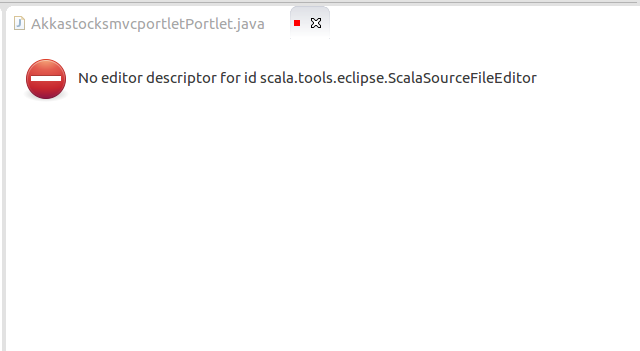 AkkastocksmvcportletPortlet.java
No editor descriptor for id scala.tools.eclipse.ScalaSourceFileEditor